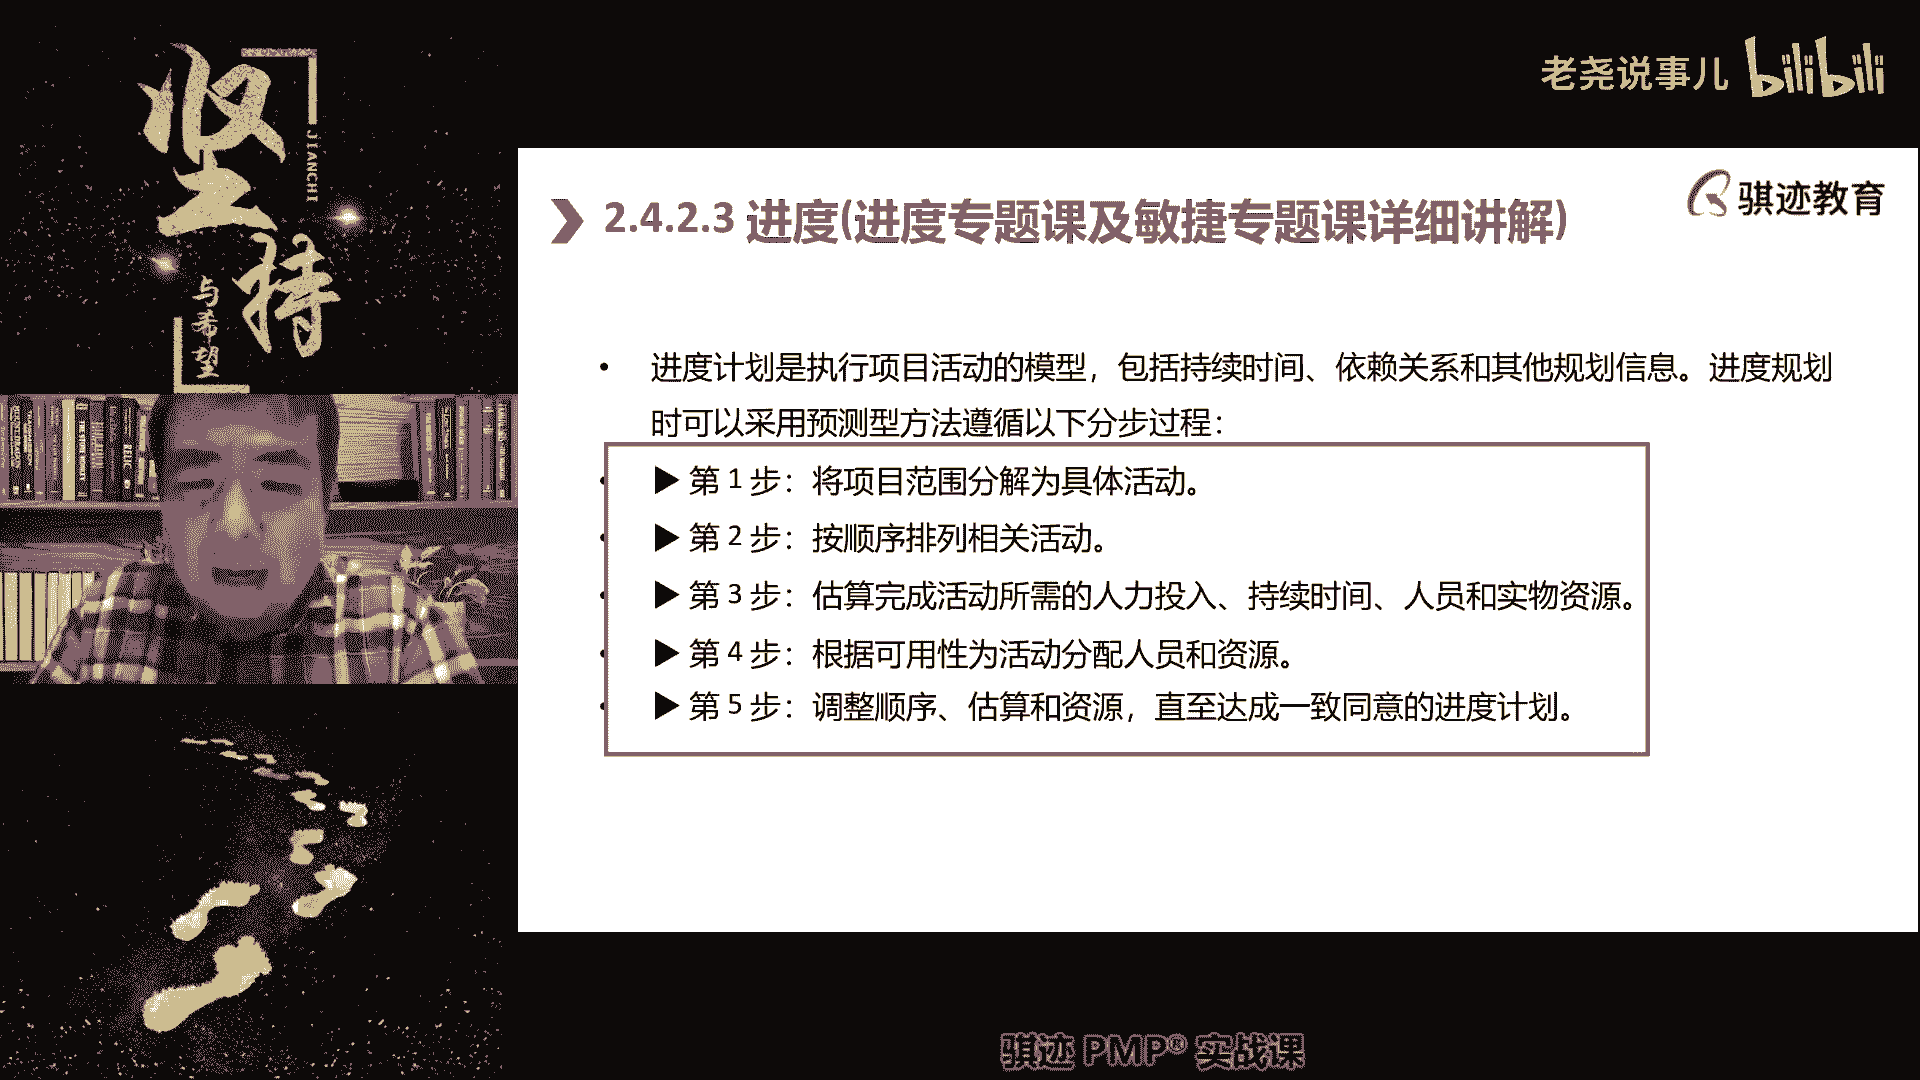 坚持
JIANCHI
与希望
老尧说事儿 bilibili
骐迹教育
2.4.2.3 进度(进度专题课及敏捷专题课详细讲解)
• 进度计划是执行项目活动的模型，包括持续时间、依赖关系和其他规划信息。进度规划
时可以采用预测型方法遵循以下分步过程：
▶ 第 1 步：将项目范围分解为具体活动。
▶ 第 2 步：按顺序排列相关活动。
▶ 第 3 步：估算完成活动所需的人力投入、持续时间、人员和实物资源。
▶ 第 4 步：根据可用性为活动分配人员和资源。
▶ 第 5 步：调整顺序、估算和资源，直至达成一致同意的进度计划。
骐迹 PMP® 实战课